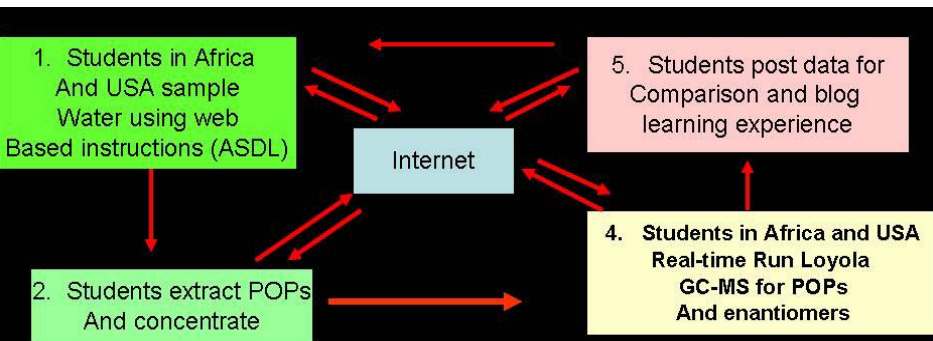 1. Students in Africa
And USA sample
Water using web
Based instructions (ASDL)
Internet
5. Students post data for
Comparison and blog
learning experience
2. Students extract POPs
And concentrate
4. Students in Africa and USA
Real-time Run Loyola
GC-MS for POPs
And enantiomers